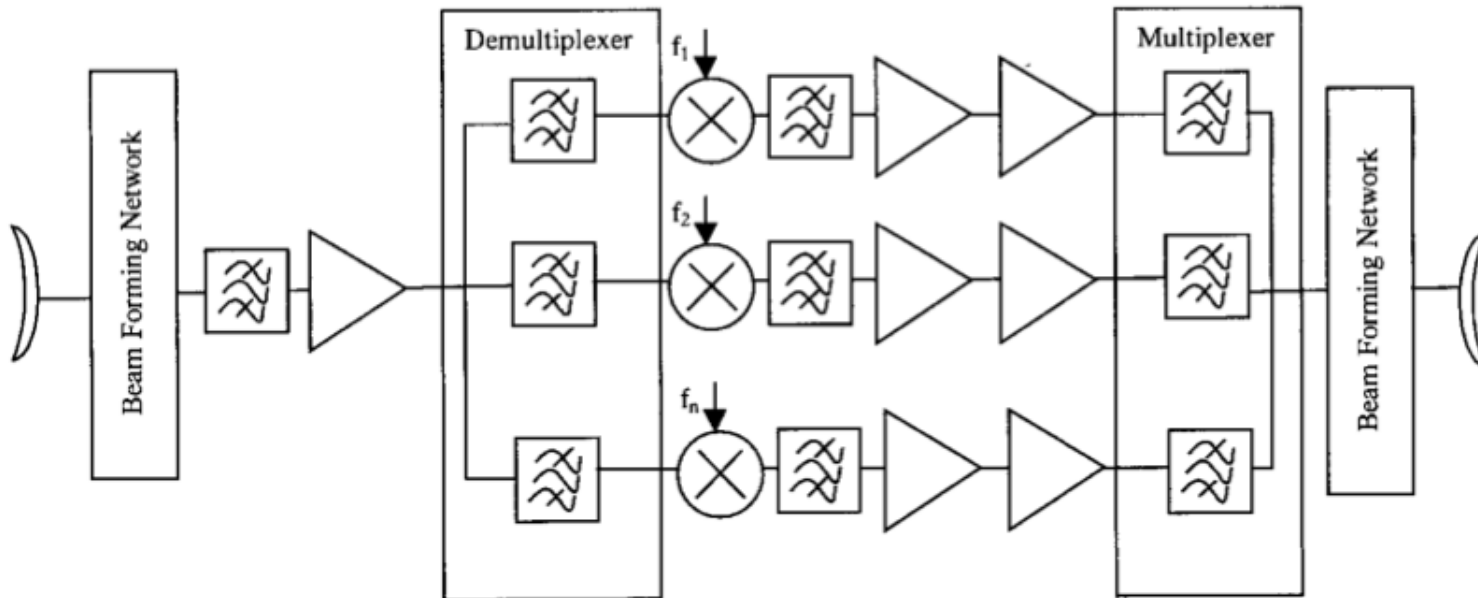 Demultiplexer
Multiplexer
f₁
f₂
fₙ
Beam Forming Network
Beam Forming Network